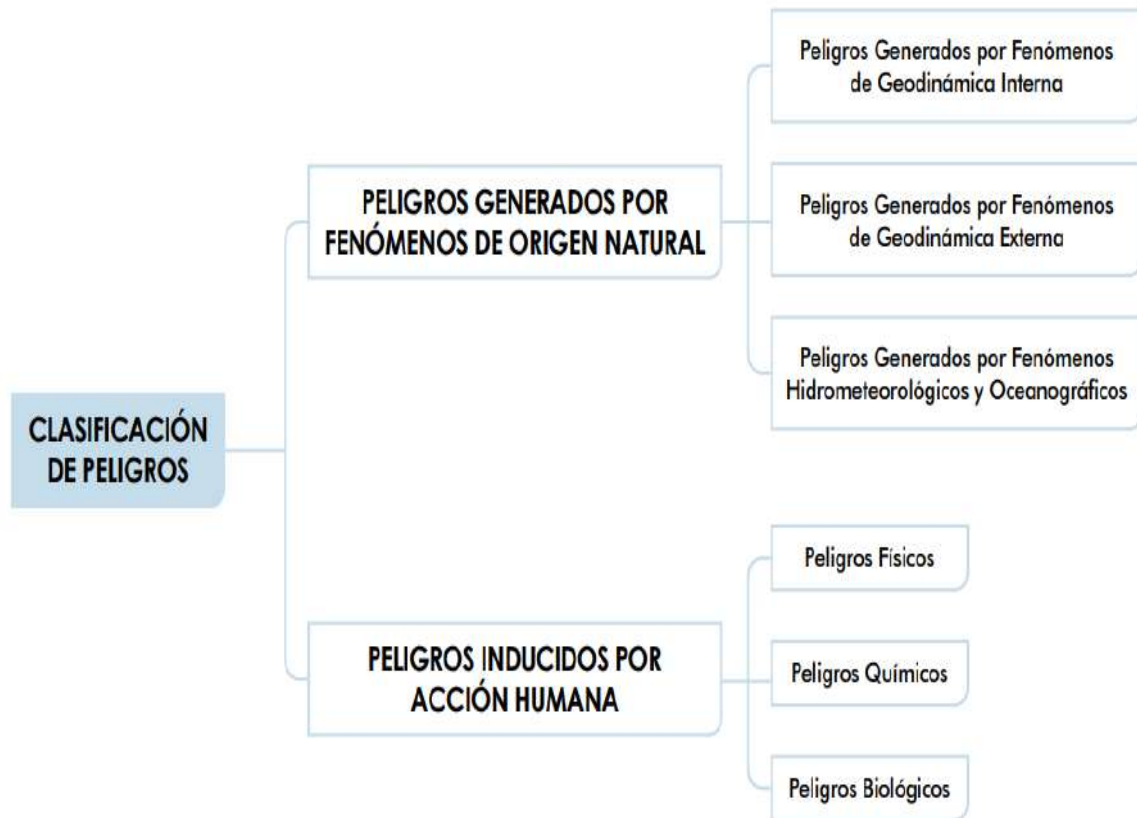 CLASIFICACIÓN
DE PELIGROS
PELIGROS GENERADOS POR
FENÓMENOS DE ORIGEN NATURAL
Peligros Generados por Fenómenos
de Geodinámica Interna
Peligros Generados por Fenómenos
de Geodinámica Externa
Peligros Generados por Fenómenos
Hidrometeorológicos y Oceanográficos
PELIGROS INDUCIDOS POR
ACCIÓN HUMANA
Peligros Físicos
Peligros Químicos
Peligros Biológicos